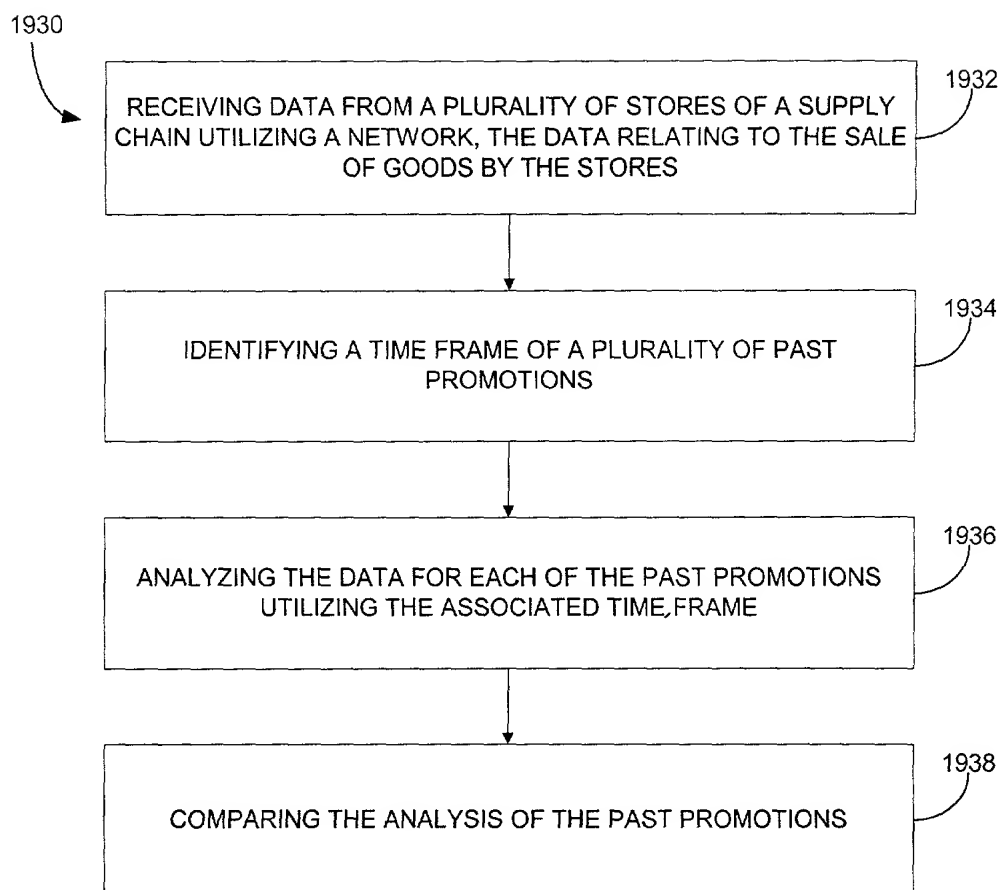 1930
1932
RECEIVING DATA FROM A PLURALITY OF STORES OF A SUPPLY
CHAIN UTILIZING A NETWORK, THE DATA RELATING TO THE SALE
OF GOODS BY THE STORES
1934
IDENTIFYING A TIME FRAME OF A PLURALITY OF PAST
PROMOTIONS
1936
ANALYZING THE DATA FOR EACH OF THE PAST PROMOTIONS
UTILIZING THE ASSOCIATED TIME,FRAME
1938
COMPARING THE ANALYSIS OF THE PAST PROMOTIONS